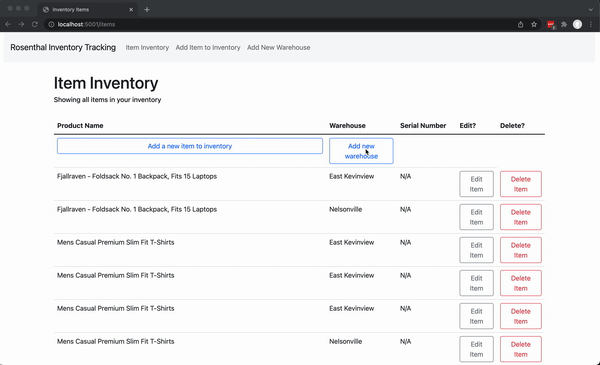 Inventory Items
localhost:5001/items
Rosenthal Inventory Tracking Item Inventory Add Item to Inventory Add New Warehouse
Item Inventory
Showing all items in your inventory
Product Name Warehouse Serial Number Edit? Delete?
Add a new item to inventory Add new warehouse
Fjallraven - Foldsack No. 1 Backpack, Fits 15 Laptops East Kevinview N/A Edit Item Delete Item
Fjallraven - Foldsack No. 1 Backpack, Fits 15 Laptops Nelsonville N/A Edit Item Delete Item
Mens Casual Premium Slim Fit T-Shirts East Kevinview N/A Edit Item Delete Item
Mens Casual Premium Slim Fit T-Shirts East Kevinview N/A Edit Item Delete Item
Mens Casual Premium Slim Fit T-Shirts East Kevinview N/A Edit Item Delete Item
Mens Casual Premium Slim Fit T-Shirts Nelsonville N/A Edit Item Delete Item